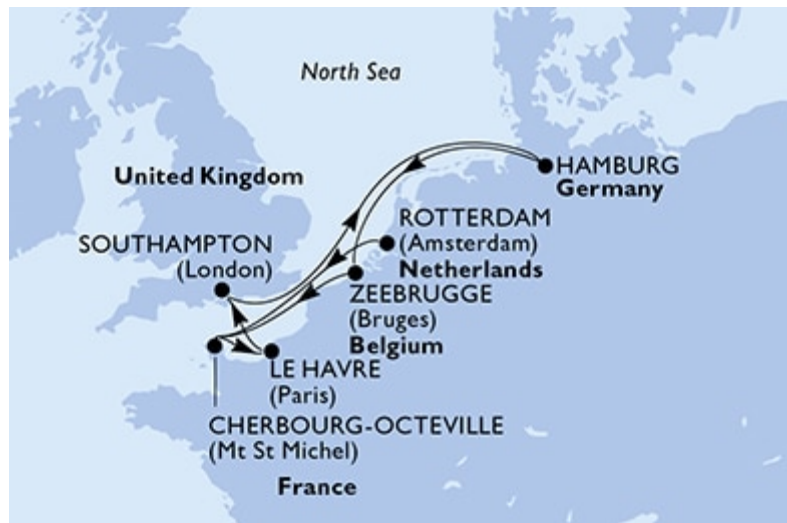 North Sea
United Kingdom
HAMBURG
Germany
ROTTERDAM
(Amsterdam)
Netherlands
SOUTHAMPTON
(London)
ZEEBRUGGE
(Bruges)
Belgium
LE HAVRE
(Paris)
CHERBOURG-OCTEVILLE
(Mt St Michel)
France